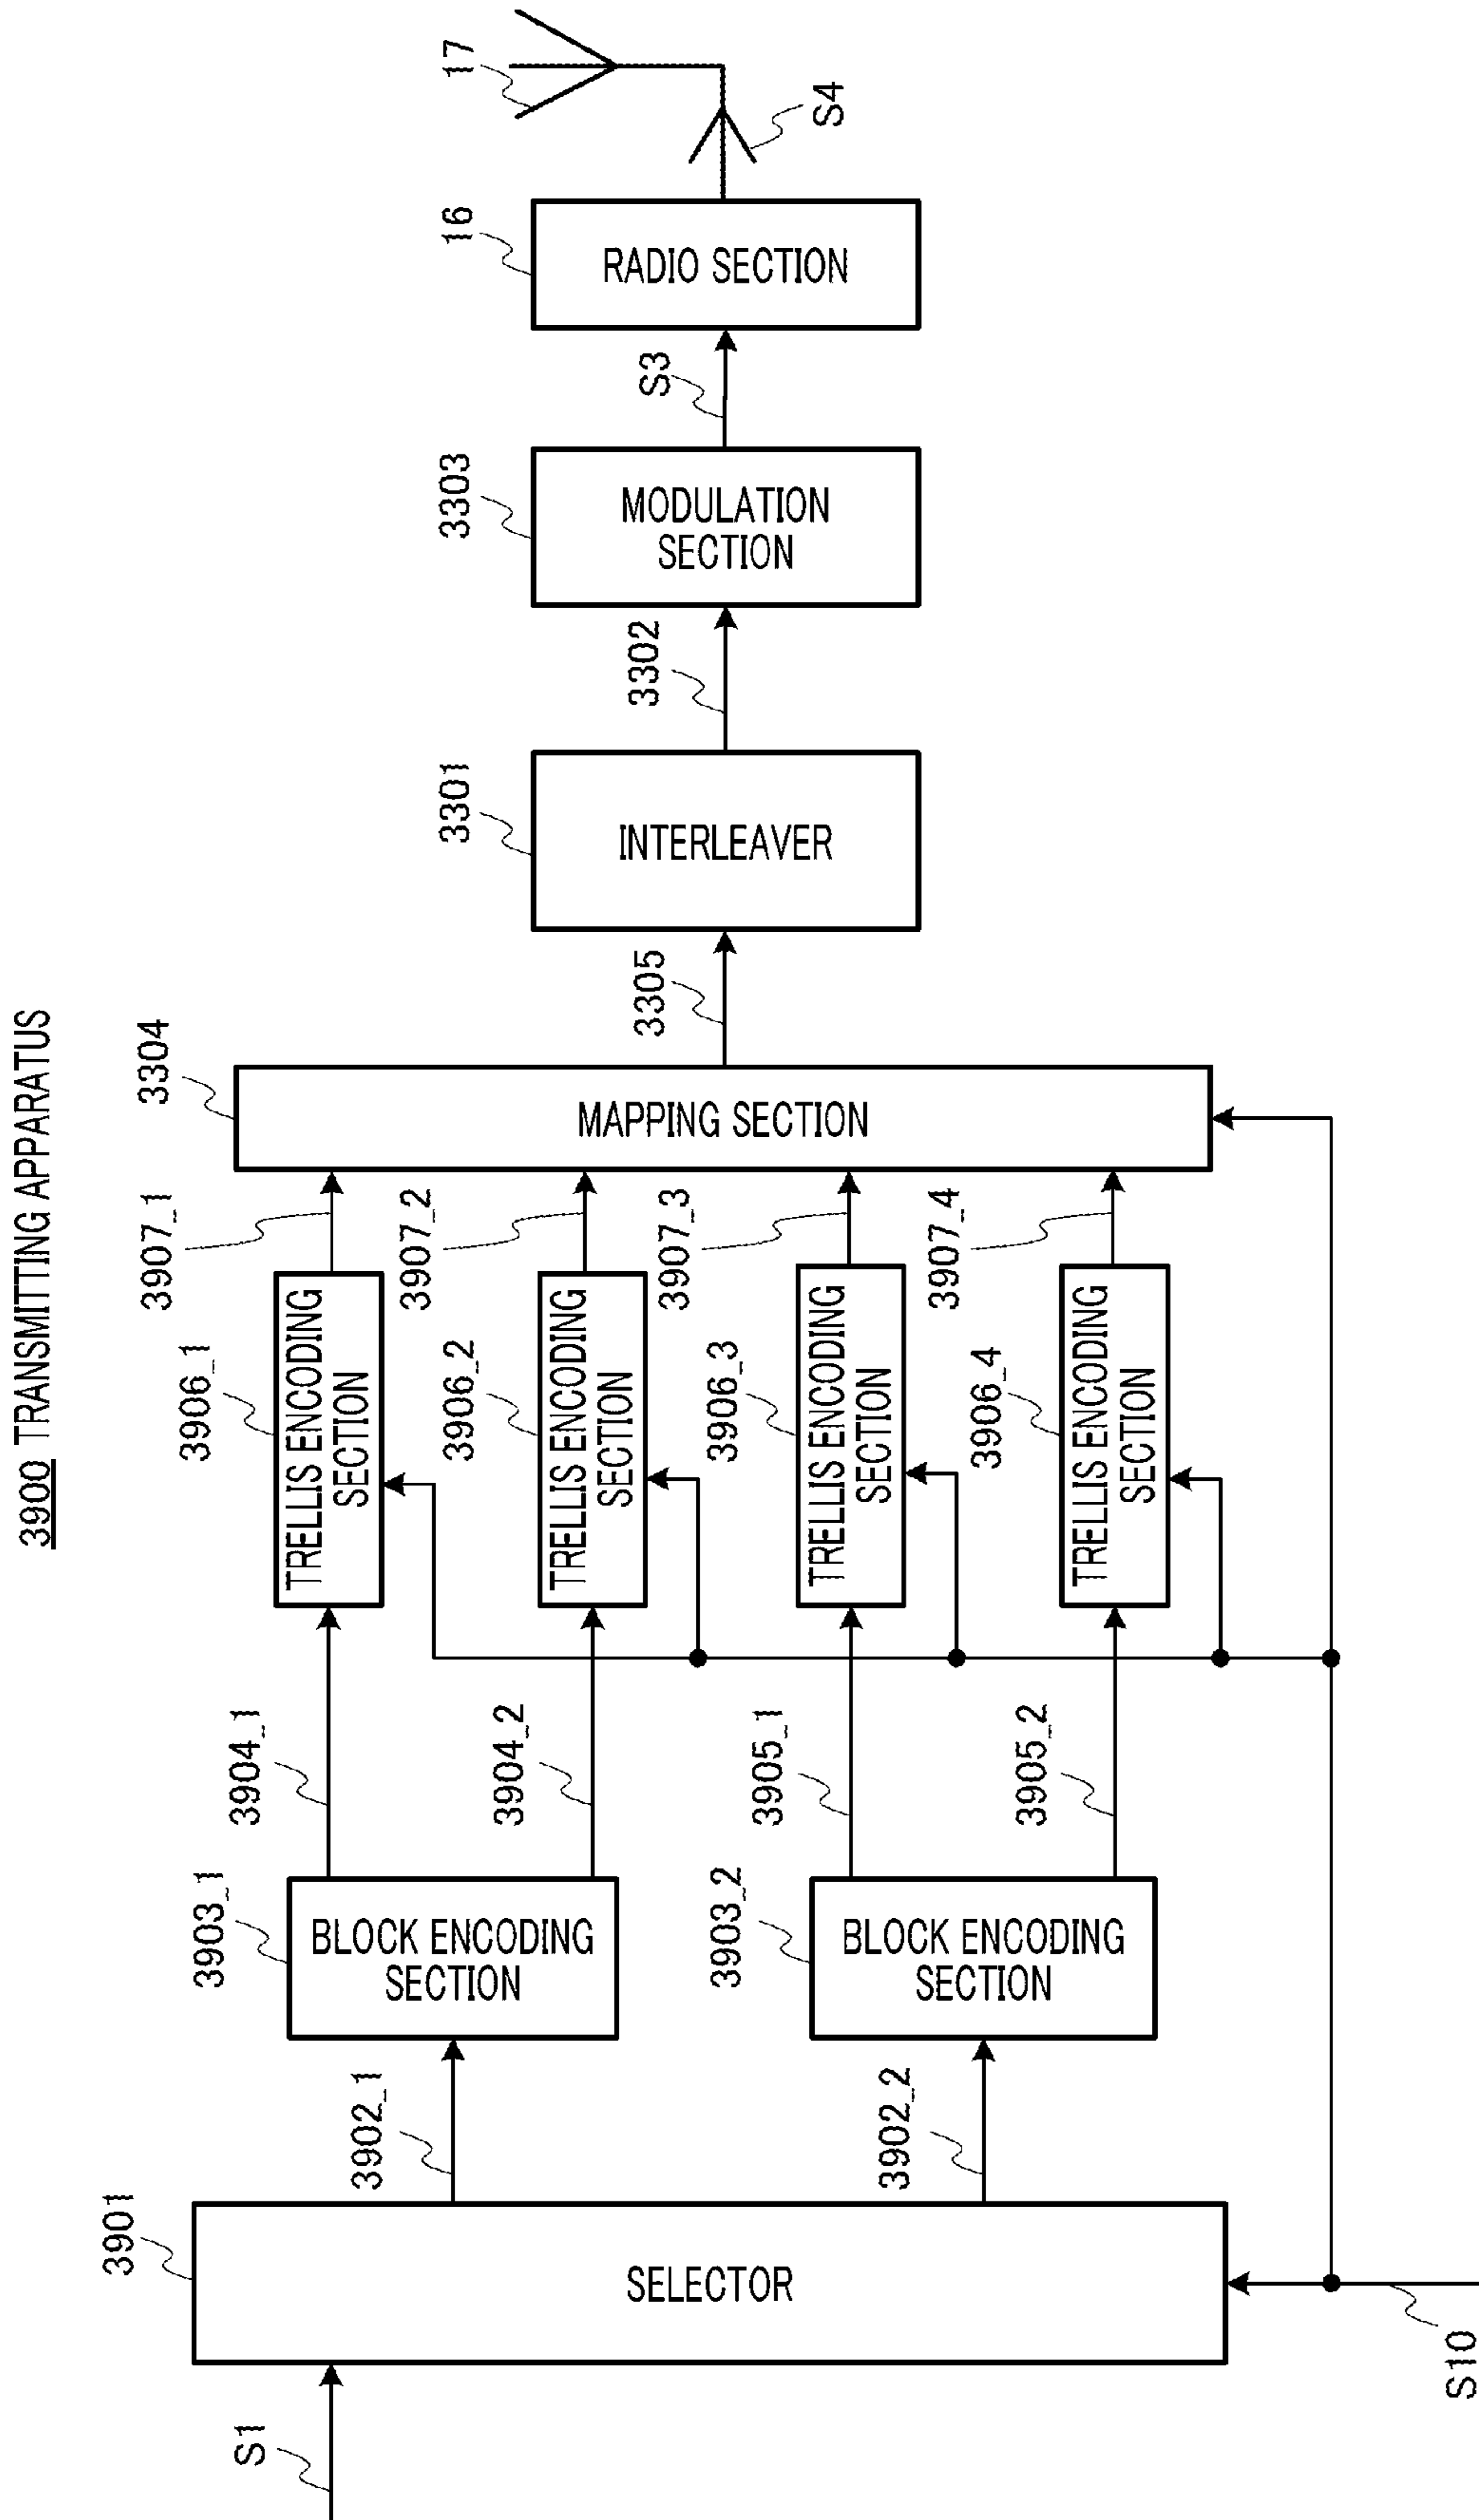 3900 TRANSMITTING APPARATUS
S1
3901
SELECTOR
S10
3902_1
3902_2
3903_1
BLOCK ENCODING
SECTION
3903_2
BLOCK ENCODING
SECTION
3904_1
3904_2
3905_1
3905_2
3906_1
TRELLIS ENCODING
SECTION
3906_2
TRELLIS ENCODING
SECTION
3906_3
TRELLIS ENCODING
SECTION
3906_4
TRELLIS ENCODING
SECTION
3907_1
3907_2
3907_3
3907_4
3304
MAPPING SECTION
3305
3301
INTERLEAVER
3302
3303
MODULATION
SECTION
S3
16
RADIO SECTION
S4
17